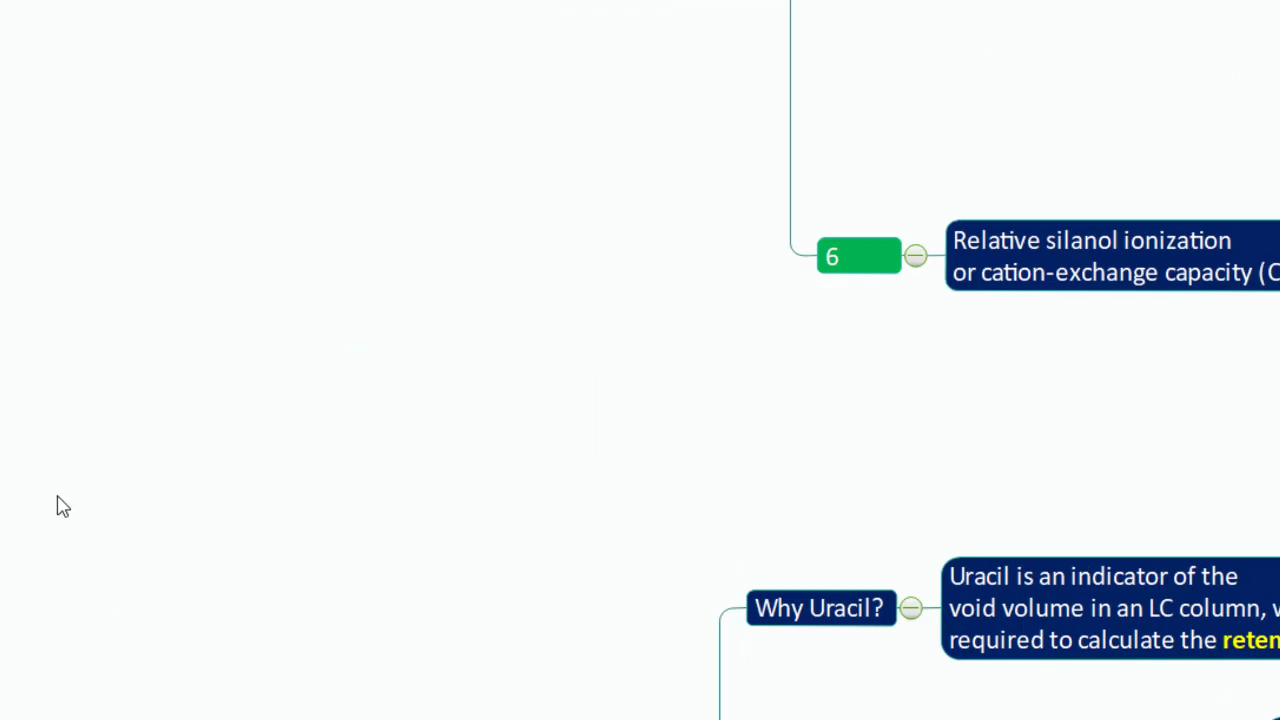 6
Relative silanol ionization
or cation-exchange capacity (C
Why Uracil?
Uracil is an indicator of the
void volume in an LC column, w
required to calculate the reten